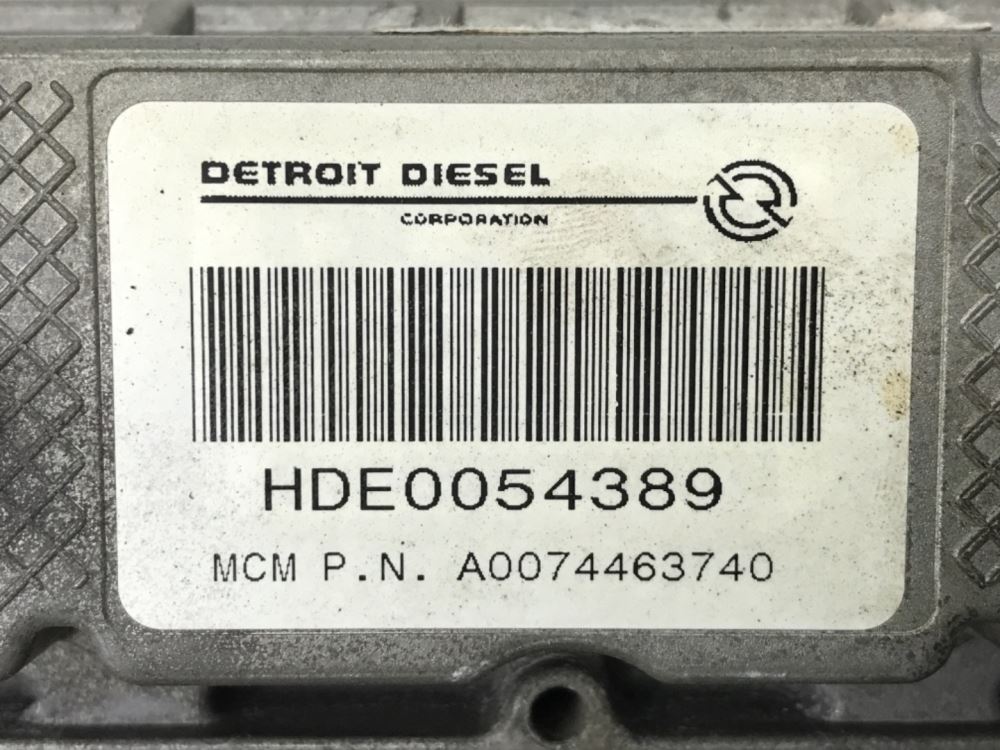 DETROIT DIESEL
CORPORATION
HDE0054389
MCM P.N. A0074463740